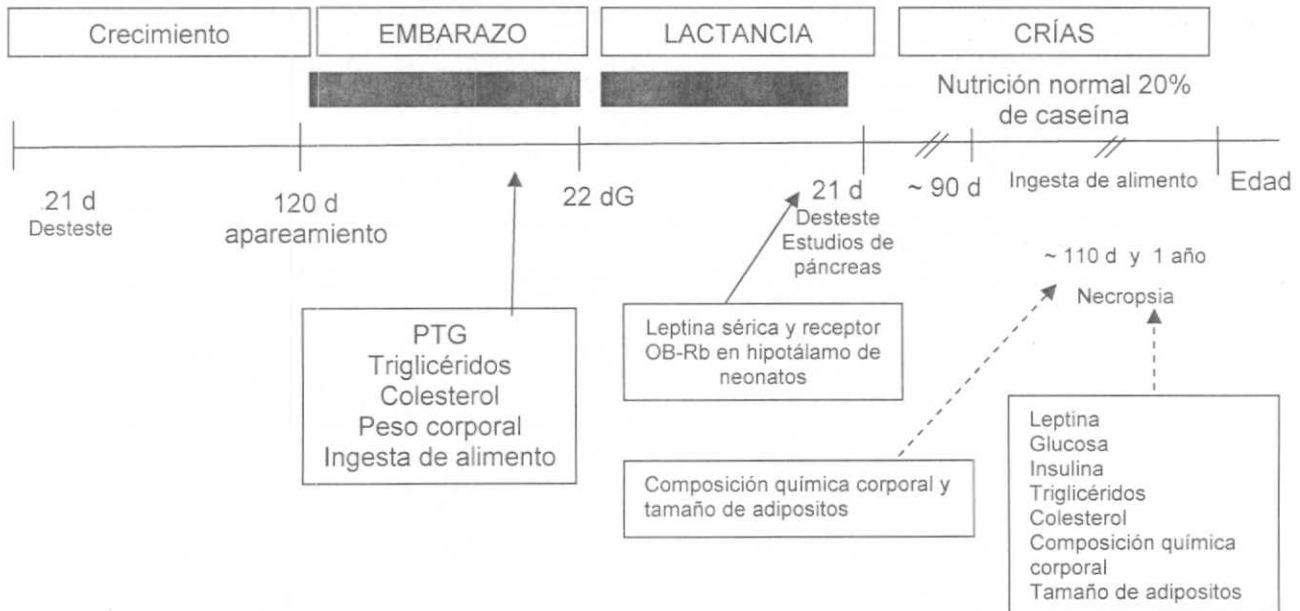 Crecimiento
EMBARAZO
LACTANCIA
CRÍAS
Nutrición normal 20%
de caseína
21 d
Desteste
120 d
apareamiento
22 dG
21 d
Desteste
Estudios de
páncreas
~ 90 d
Ingesta de alimento
Edad
~ 110 d y 1 año
Necropsia
PTG
Triglicéridos
Colesterol
Peso corporal
Ingesta de alimento
Leptina sérica y receptor
OB-Rb en hipotálamo de
neonatos
Composición química corporal y
tamaño de adipositos
Leptina
Glucosa
Insulina
Triglicéridos
Colesterol
Composición química
corporal
Tamaño de adipositos